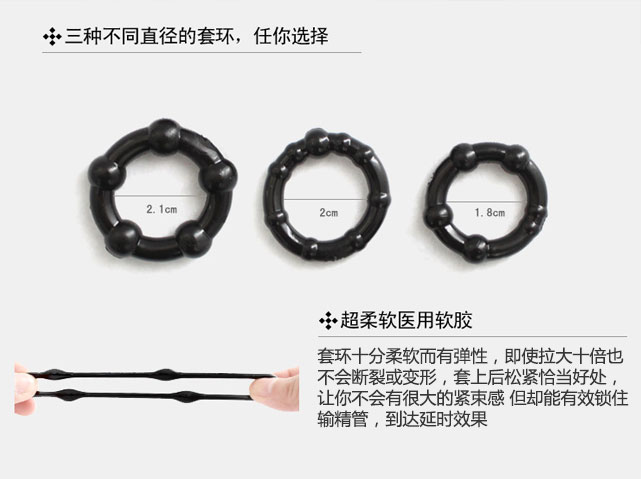 三种不同直径的套环，任你选择
2.1cm
2cm
1.8cm
超柔软医用软胶
套环十分柔软而有弹性，即使拉大十倍也
不会断裂或变形，套上后松紧恰当好处，
让你不会有很大的紧束感 但却能有效锁住
输精管，到达延时效果